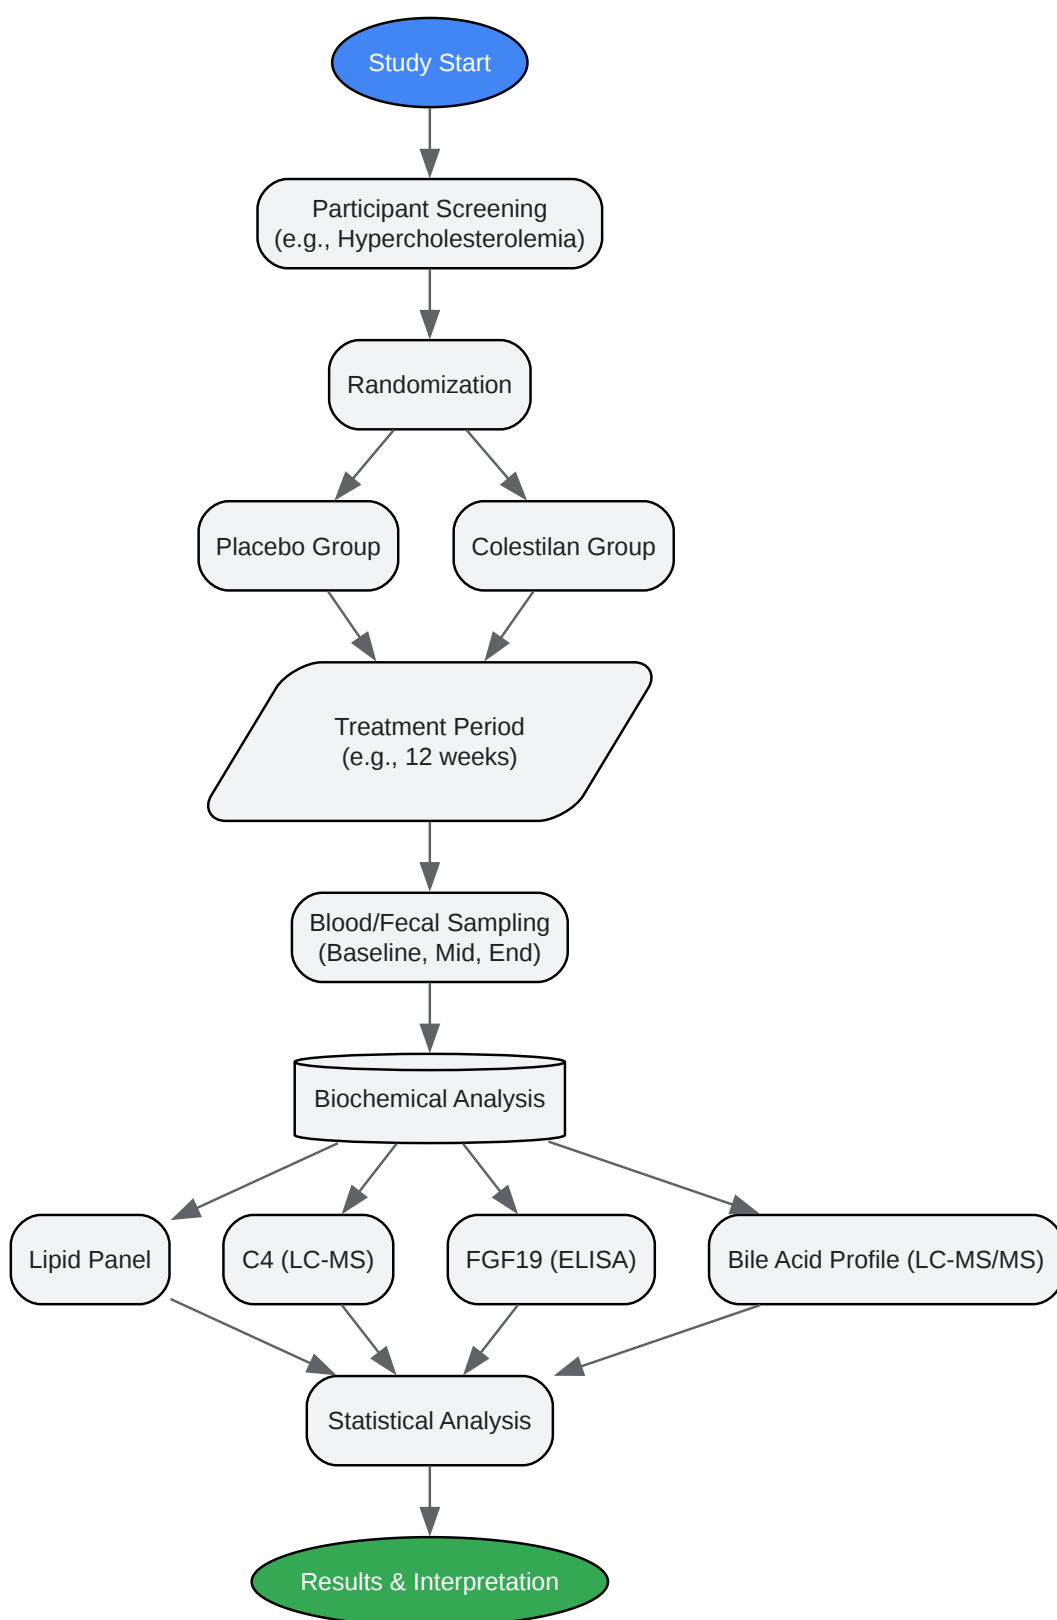 Study Start
Participant Screening
(e.g., Hypercholesterolemia)
Randomization
Placebo Group
Colestilan Group
Treatment Period
(e.g., 12 weeks)
Blood/Fecal Sampling
(Baseline, Mid, End)
Biochemical Analysis
Lipid Panel
C4 (LC-MS)
FGF19 (ELISA)
Bile Acid Profile (LC-MS/MS)
Statistical Analysis
Results & Interpretation